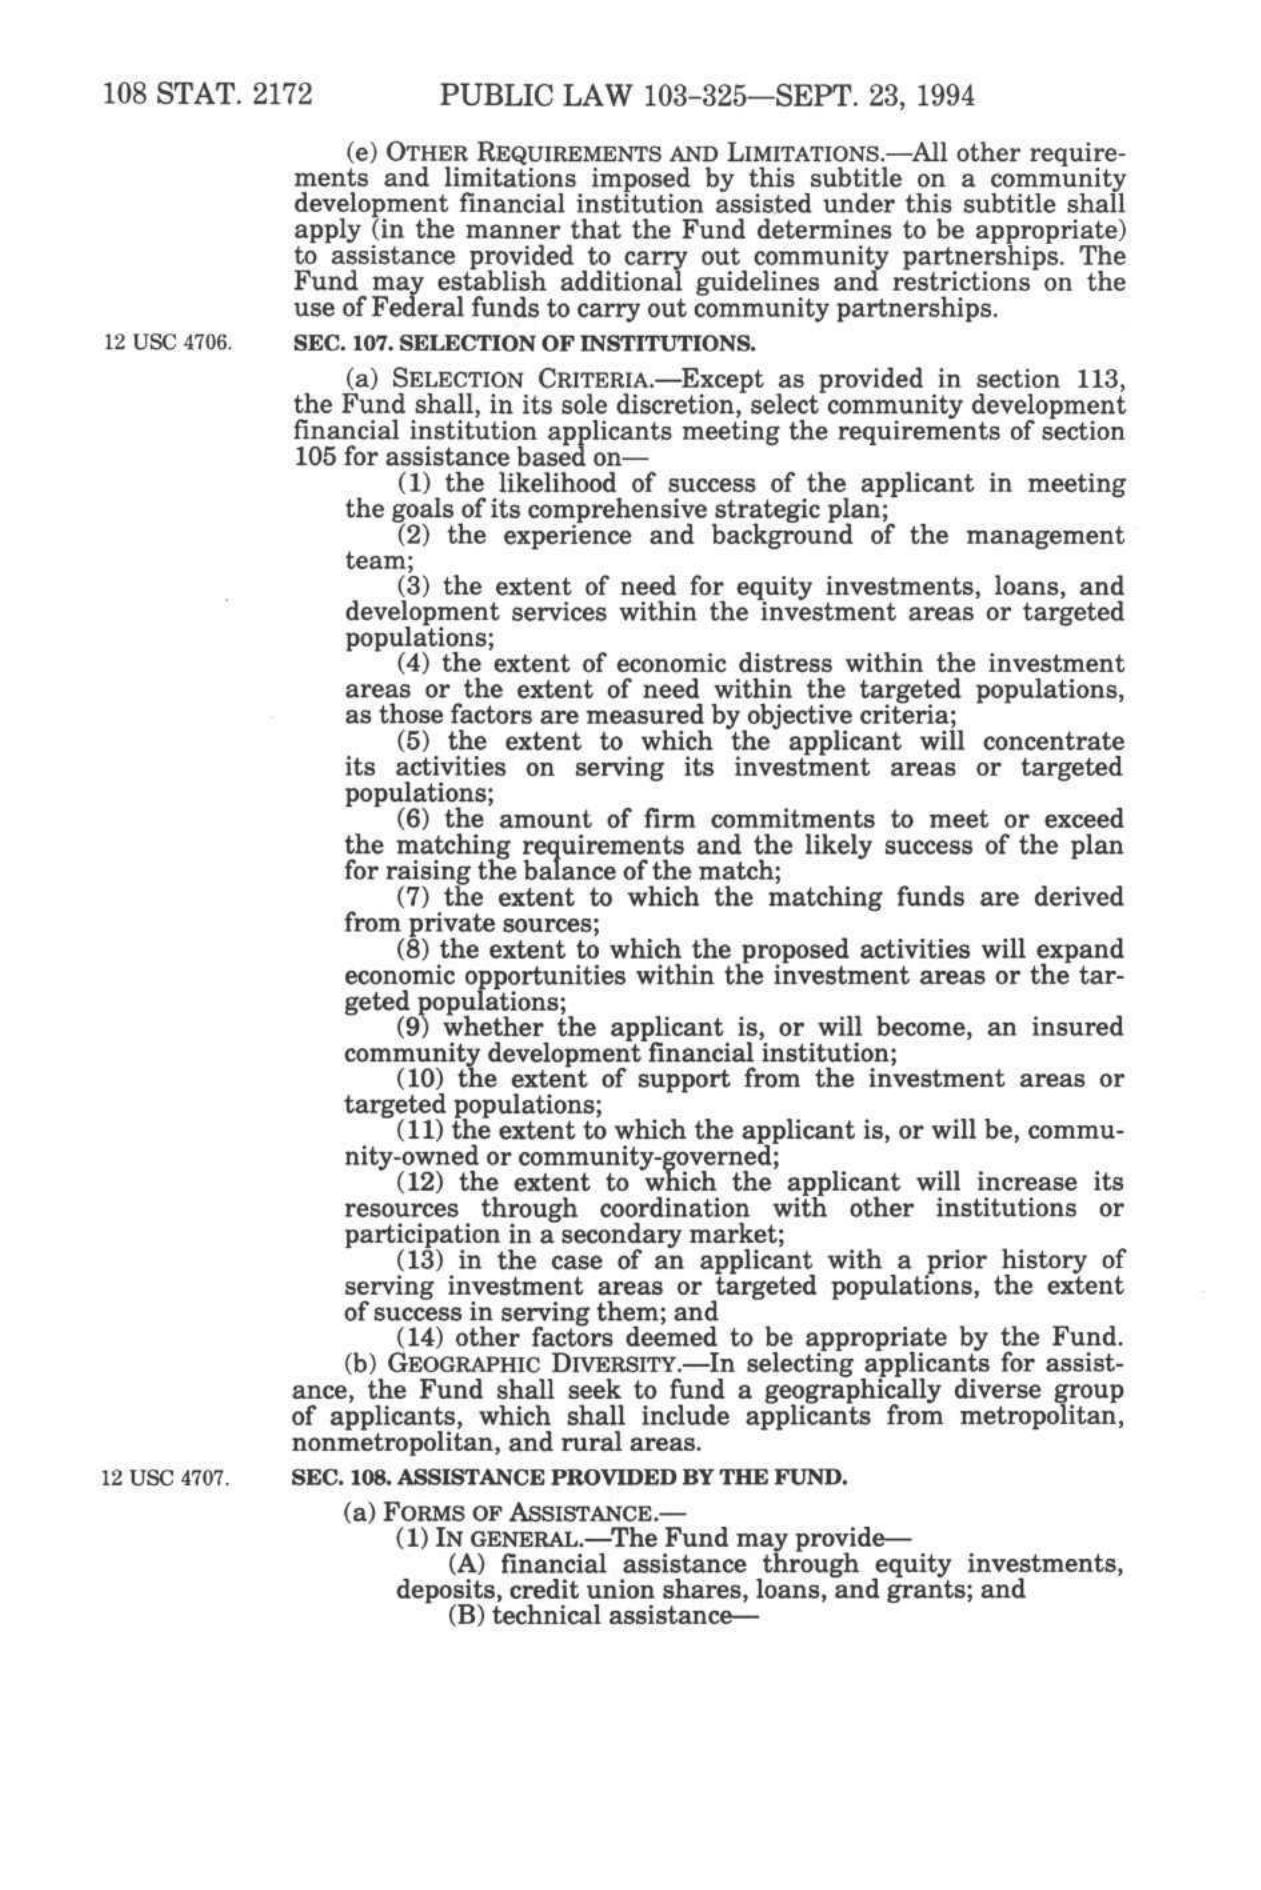 108 STAT. 2172 PUBLIC LAW 103-325—SEPT. 23, 1994
(e) OTHER REQUIREMENTS AND LIMITATIONS.—All other require-
ments and limitations imposed by this subtitle on a community
development financial institution assisted under this subtitle shall
apply (in the manner that the Fund determines to be appropriate)
to assistance provided to carry out community partnerships. The
Fund may establish additional guidelines and restrictions on the
use of Federal funds to carry out community partnerships.
12 USC 4706. SEC. 107. SELECTION OF INSTITUTIONS.
(a) SELECTION CRITERIA.—Except as provided in section 113,
the Fund shall, in its sole discretion, select community development
financial institution applicants meeting the requirements of section
105 for assistance based on—
(1) the likelihood of success of the applicant in meeting
the goals of its comprehensive strategic plan;
(2) the experience and background of the management
team;
(3) the extent of need for equity investments, loans, and
development services within the investment areas or targeted
populations;
(4) the extent of economic distress within the investment
areas or the extent of need within the targeted populations,
as those factors are measured by objective criteria;
(5) the extent to which the applicant will concentrate
its activities on serving its investment areas or targeted
populations;
(6) the amount of firm commitments to meet or exceed
the matching requirements and the likely success of the plan
for raising the balance of the match;
(7) the extent to which the matching funds are derived
from private sources;
(8) the extent to which the proposed activities will expand
economic opportunities within the investment areas or the tar-
geted populations;
(9) whether the applicant is, or will become, an insured
community development financial institution;
(10) the extent of support from the investment areas or
targeted populations;
(11) the extent to which the applicant is, or will be, commu-
nity-owned or community-governed;
(12) the extent to which the applicant will increase its
resources through coordination with other institutions or
participation in a secondary market;
(13) in the case of an applicant with a prior history of
serving investment areas or targeted populations, the extent
of success in serving them; and
(14) other factors deemed to be appropriate by the Fund.
(b) GEOGRAPHIC DIVERSITY.—In selecting applicants for assist-
ance, the Fund shall seek to fund a geographically diverse group
of applicants, which shall include applicants from metropolitan,
nonmetropolitan, and rural areas.
12 USC 4707. SEC. 108. ASSISTANCE PROVIDED BY THE FUND.
(a) FORMS OF ASSISTANCE.—
(1) IN GENERAL.—The Fund may provide—
(A) financial assistance through equity investments,
deposits, credit union shares, loans, and grants; and
(B) technical assistance—